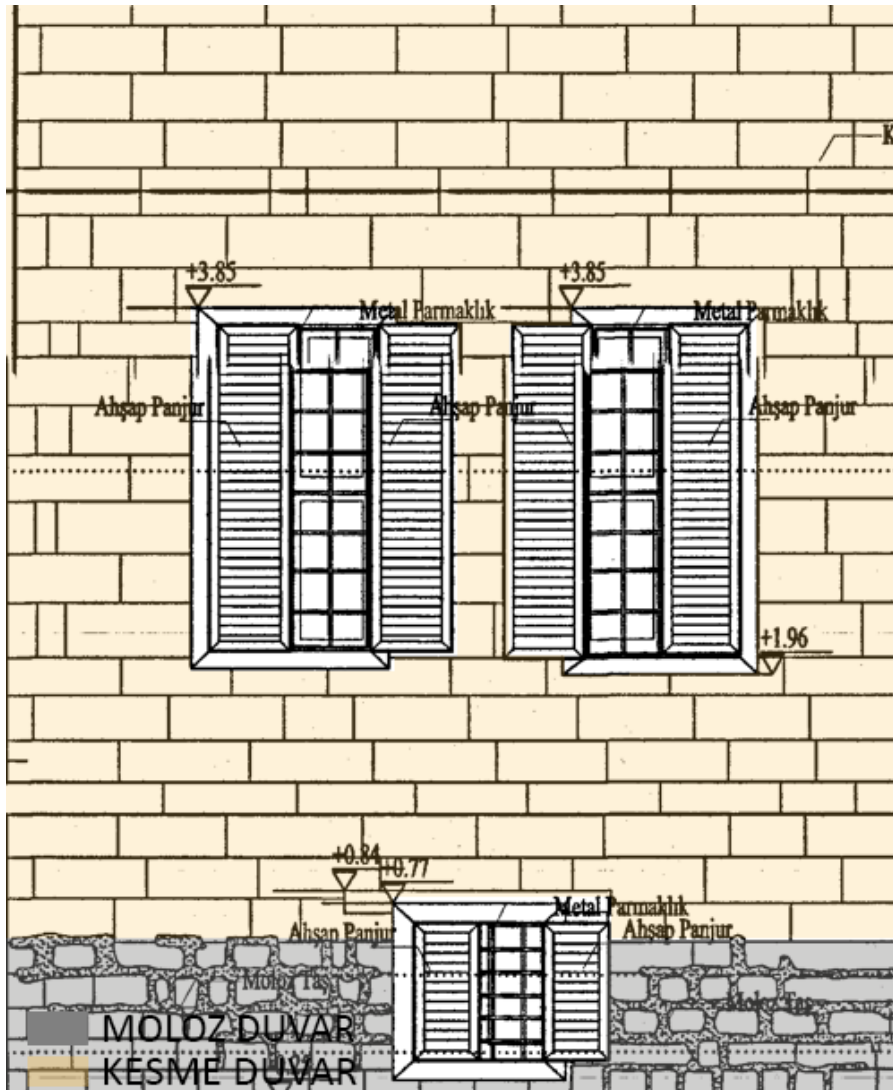 K
+3.85
+3.85
Metal Parmaklık
Metal Parmaklık
Ahşap Panjur
Ahşap Panjur
Ahşap Panjur
+1.96
+0.84
+0.77
Metal Parmaklık
Ahşap Panjur
Ahşap Panjur
Moloz Taş
Moloz Taş
MOLOZ DUVAR
KESME DUVAR